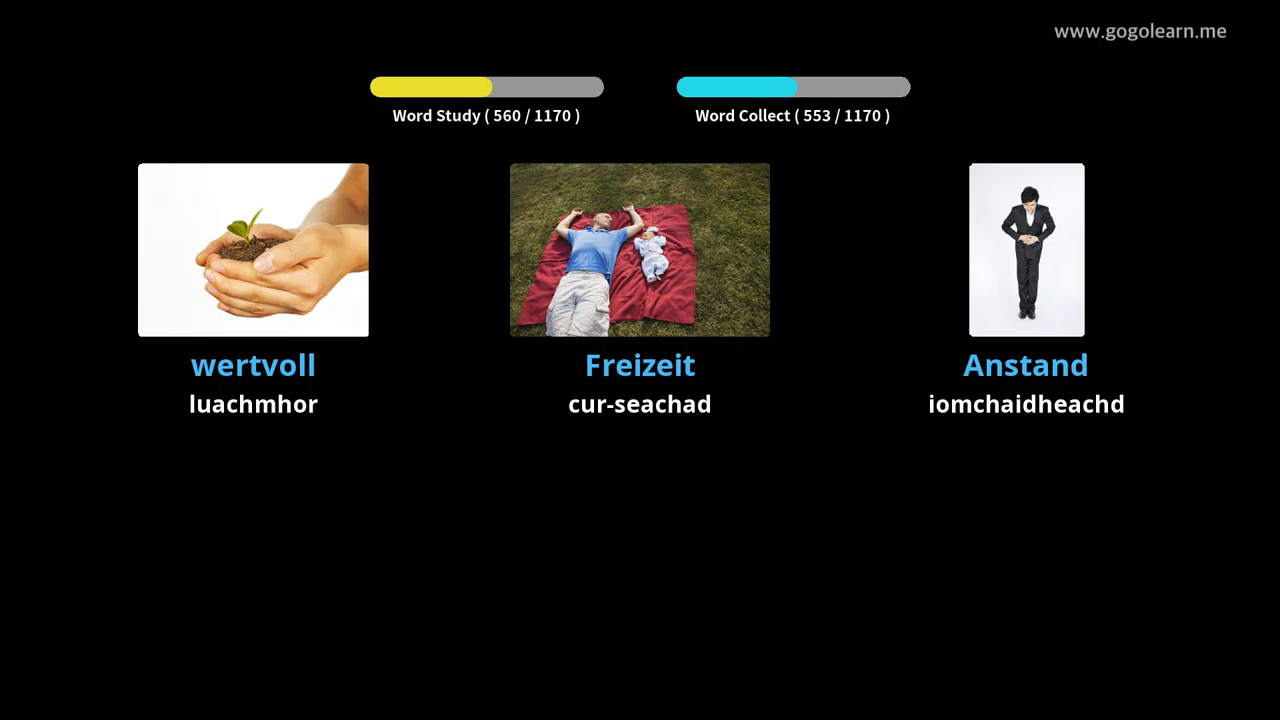 www.gogolearn.me
Word Study ( 560 / 1170 )
Word Collect ( 553 / 1170 )
wertvoll
luachmhor
Freizeit
cur-seachad
Anstand
iomchaidheachd